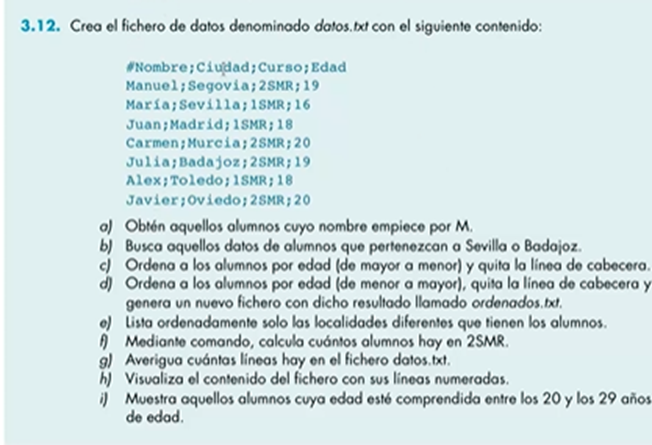 3.12. Crea el fichero de datos denominado datos.txt con el siguiente contenido:
#Nombre;Ciudad;Curso;Edad
Manuel;Segovia;2SMR;19
María;Sevilla;1SMR;16
Juan;Madrid;1SMR;18
Carmen;Murcia;2SMR;20
Julia;Badajoz;2SMR;19
Alex;Toledo;1SMR;18
Javier;Oviedo;2SMR;20
a) Obtén aquellos alumnos cuyo nombre empiece por M.
b) Busca aquellos datos de alumnos que pertenezcan a Sevilla o Badajoz.
c) Ordena a los alumnos por edad (de mayor a menor) y quita la línea de cabecera.
d) Ordena a los alumnos por edad (de menor a mayor), quita la línea de cabecera y
genera un nuevo fichero con dicho resultado llamado ordenados.txt.
e) Lista ordenadamente solo las localidades diferentes que tienen los alumnos.
f) Mediante comando, calcula cuántos alumnos hay en 2SMR.
g) Averigua cuántas líneas hay en el fichero datos.txt.
h) Visualiza el contenido del fichero con sus líneas numeradas.
i) Muestra aquellos alumnos cuya edad esté comprendida entre los 20 y los 29 años
de edad.